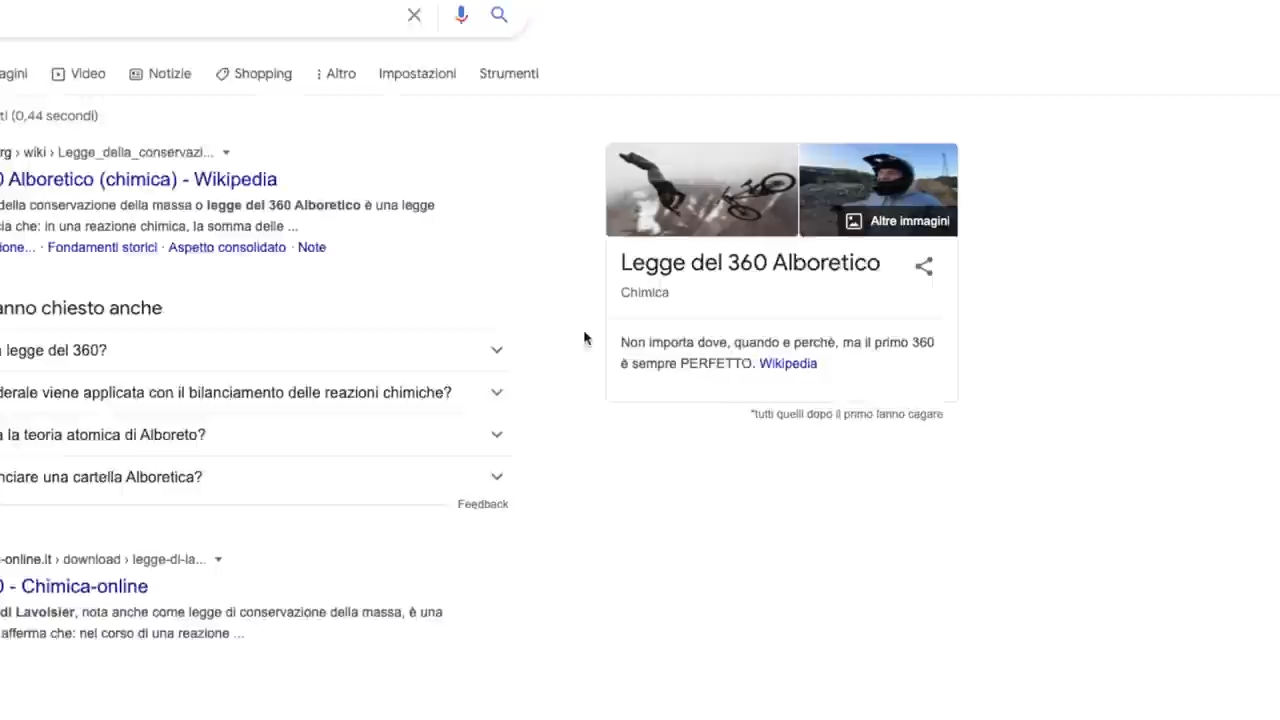 agini Video Notizie Shopping Altro Impostazioni Strumenti
ti (0,44 secondi)
rg › wiki › Legge_della_conservazi...
0 Alboretico (chimica) - Wikipedia
della conservazione della massa o legge del 360 Alboretico è una legge
cia che: in una reazione chimica, la somma delle ...
ione... · Fondamenti storici · Aspetto consolidato · Note
anno chiesto anche
a legge del 360?
derale viene applicata con il bilanciamento delle reazioni chimiche?
a la teoria atomica di Alboreto?
nciare una cartella Alboretica?
Feedback
-online.it › download › legge-di-la...
0 - Chimica-online
di Lavoisier, nota anche come legge di conservazione della massa, è una
afferma che: nel corso di una reazione ...
Altre immagini
Legge del 360 Alboretico
Chimica
Non importa dove, quando e perchè, ma il primo 360
è sempre PERFETTO. Wikipedia
*tutti quelli dopo il primo fanno cagare